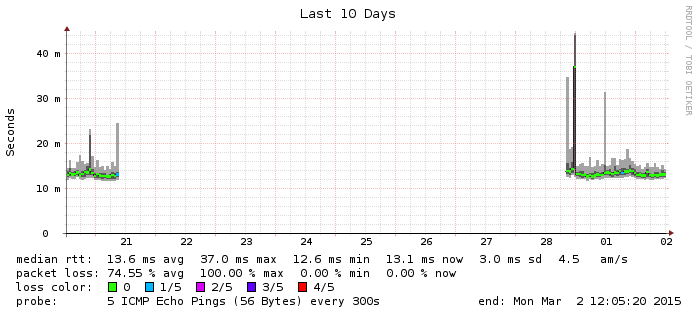 Last 10 Days
RRDTOOL / TOBI OETIKER
Seconds
40 m
30 m
20 m
10 m
0
21 22 23 24 25 26 27 28 01 02
median rtt: 13.6 ms avg 37.0 ms max 12.6 ms min 13.1 ms now 3.0 ms sd 4.5 am/s
packet loss: 74.55 % avg 100.00 % max 0.00 % min 0.00 % now
loss color: 0 1/5 2/5 3/5 4/5
probe: 5 ICMP Echo Pings (56 Bytes) every 300s end: Mon Mar 2 12:05:20 2015